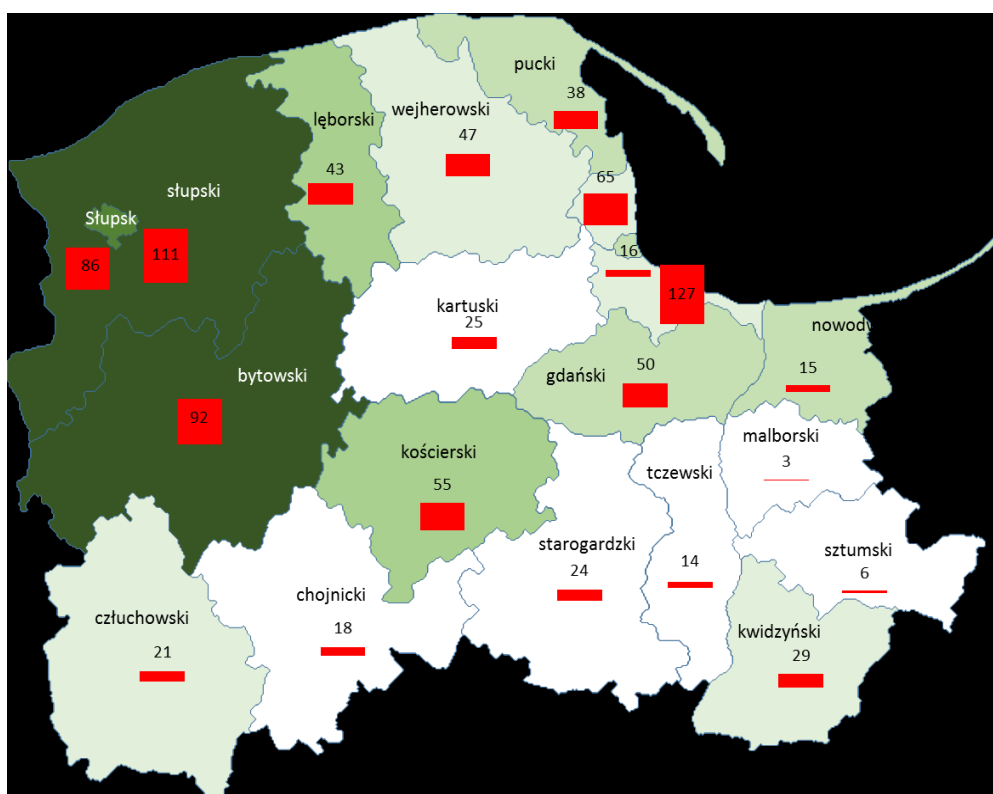 pucki
38
wejherowski
47
lęborski
43
65
słupski
Słupsk
86
111
16
127
kartuski
25
nowod
15
gdański
50
bytowski
92
malborski
3
kościerski
55
tczewski
14
starogardzki
24
sztumski
6
chojnicki
18
człuchowski
21
kwidzyński
29